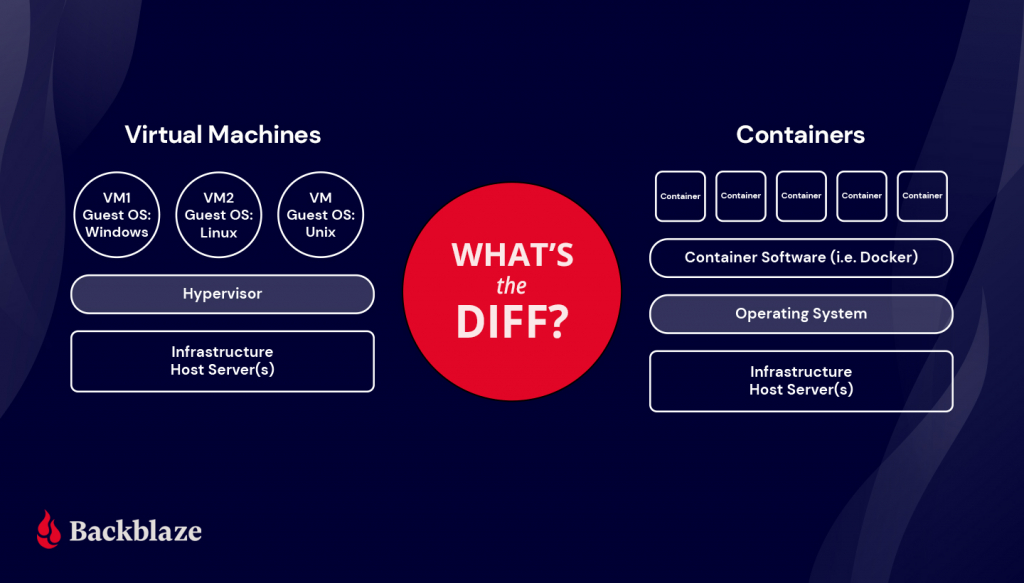 Virtual Machines
VM1
Guest OS:
Windows
VM2
Guest OS:
Linux
VM
Guest OS:
Unix
Hypervisor
Infrastructure
Host Server(s)
WHAT'S
the
DIFF?
Containers
Container
Container
Container
Container
Container
Container Software (i.e. Docker)
Operating System
Infrastructure
Host Server(s)
Backblaze